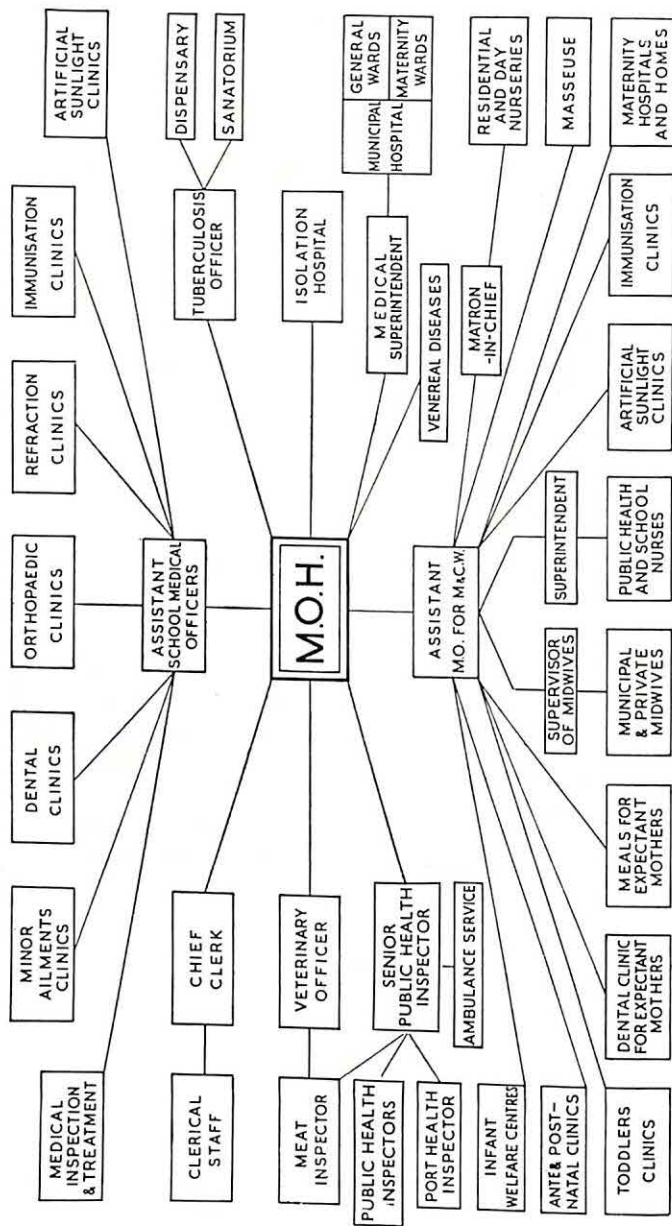 MEDICAL
INSPECTION
& TREATMENT
MINOR
AILMENTS
CLINICS
DENTAL
CLINICS
ORTHOPAEDIC
CLINICS
REFRACTION
CLINICS
IMMUNISATION
CLINICS
ARTIFICIAL
SUNLIGHT
CLINICS
ASSISTANT
SCHOOL MEDICAL
OFFICERS
CLERICAL
STAFF
CHIEF
CLERK
TUBERCULOSIS
OFFICER
DISPENSARY
SANATORIUM
MEAT
INSPECTOR
VETERINARY
OFFICER
M.O.H.
ISOLATION
HOSPITAL
PUBLIC HEALTH
INSPECTORS
PORT HEALTH
INSPECTOR
SENIOR
PUBLIC HEALTH
INSPECTOR
AMBULANCE SERVICE
MEDICAL
SUPERINTENDENT
MUNICIPAL
HOSPITAL
GENERAL
WARDS
MATERNITY
WARDS
VENEREAL DISEASES
ASSISTANT
M.O. FOR M.&C.W.
MATRON
-IN-CHIEF
RESIDENTIAL
AND DAY
NURSERIES
MASSEUSE
INFANT
WELFARE CENTRES
ANTE & POST-
NATAL CLINICS
SUPERVISOR
OF MIDWIVES
SUPERINTENDENT
TODDLERS
CLINICS
DENTAL CLINIC
FOR EXPECTANT
MOTHERS
MEALS FOR
EXPECTANT
MOTHERS
MUNICIPAL
& PRIVATE
MIDWIVES
PUBLIC HEALTH
AND SCHOOL
NURSES
ARTIFICIAL
SUNLIGHT
CLINICS
IMMUNISATION
CLINICS
MATERNITY
HOSPITALS
AND HOMES